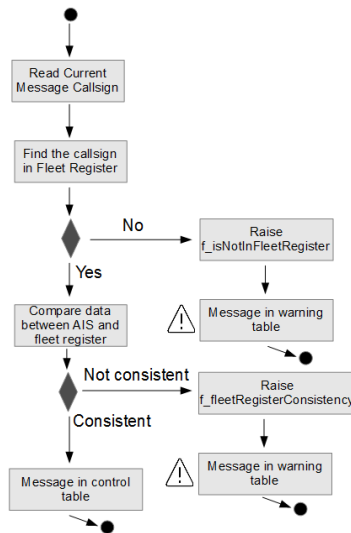 Read Current
Message Callsign
Find the callsign
in Fleet Register
No
Raise
f_isNotInFleetRegister
Yes
Compare data
between AIS and
fleet register
Message in warning
table
Not consistent
Raise
f_fleetRegisterConsistency
Consistent
Message in control
table
Message in warning
table